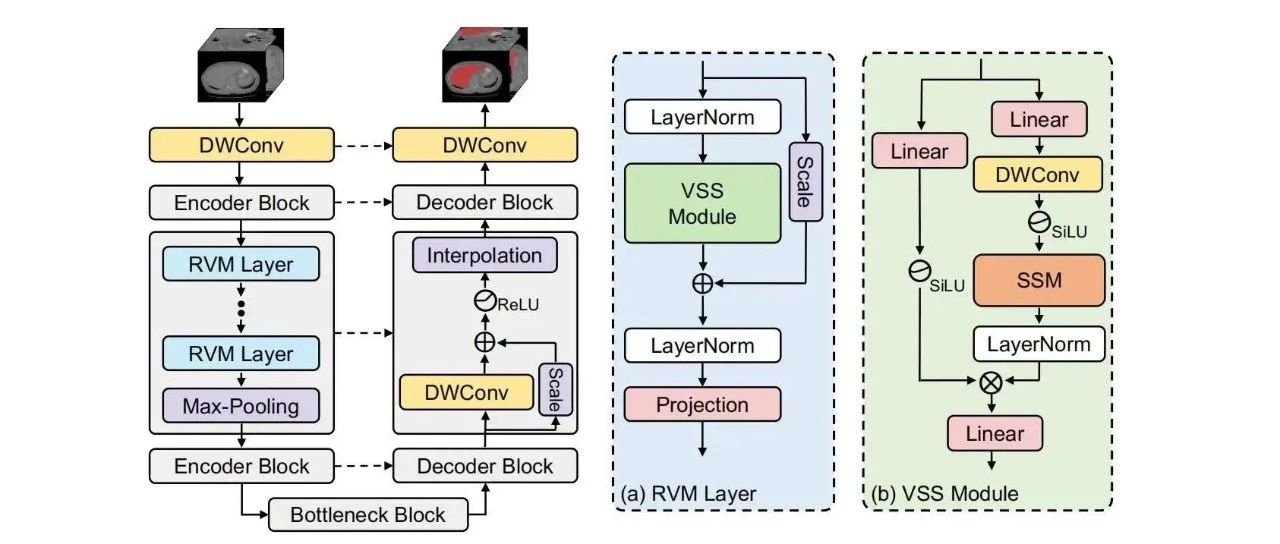 DWConv
Encoder Block
RVM Layer
RVM Layer
Max-Pooling
Encoder Block
Bottleneck Block
DWConv
Decoder Block
Interpolation
ReLU
DWConv
Scale
Decoder Block
LayerNorm
VSS
Module
Scale
LayerNorm
Projection
(a) RVM Layer
Linear
SiLU
Linear
DWConv
SiLU
SSM
LayerNorm
Linear
(b) VSS Module